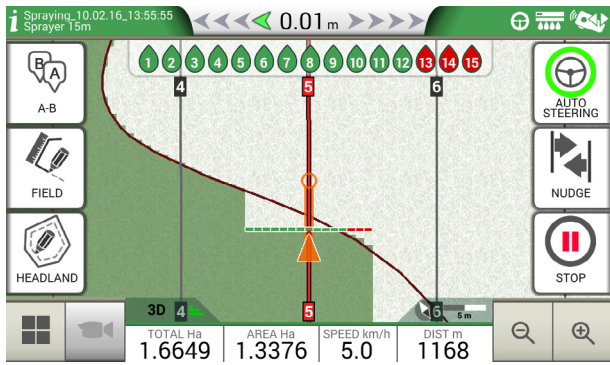 Spraying_10.02.16_13:55:55
Sprayer 15m
0.01 m
1 2 3 4 5 6 7 8 9 10 11 12 13 14 15
4 5 6
B A
A-B
AUTO
STEERING
FIELD
NUDGE
HEADLAND
STOP
3D 4 5 6 5 m
TOTAL Ha AREA Ha SPEED km/h DIST m
1.6649 1.3376 5.0 1168